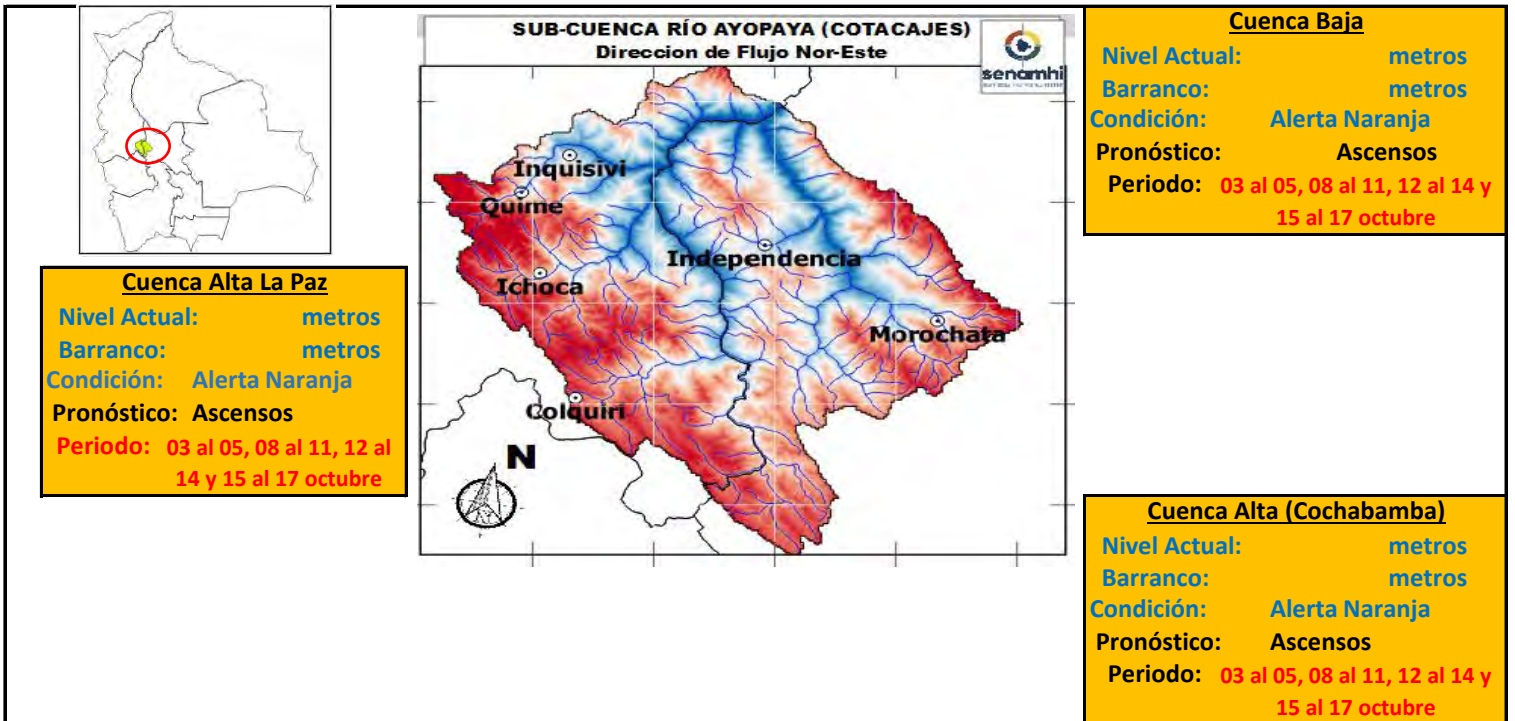 SUB-CUENCA RÍO AYOPAYA (COTACAJES)
Direccion de Flujo Nor-Este
senamhi
Inquisivi
Quime
Independencia
Ichoca
Morochata
Colquiri
N
Cuenca Baja
Nivel Actual: metros
Barranco: metros
Condición: Alerta Naranja
Pronóstico: Ascensos
Periodo: 03 al 05, 08 al 11, 12 al 14 y
15 al 17 octubre
Cuenca Alta La Paz
Nivel Actual: metros
Barranco: metros
Condición: Alerta Naranja
Pronóstico: Ascensos
Periodo: 03 al 05, 08 al 11, 12 al
14 y 15 al 17 octubre
Cuenca Alta (Cochabamba)
Nivel Actual: metros
Barranco: metros
Condición: Alerta Naranja
Pronóstico: Ascensos
Periodo: 03 al 05, 08 al 11, 12 al 14 y
15 al 17 octubre